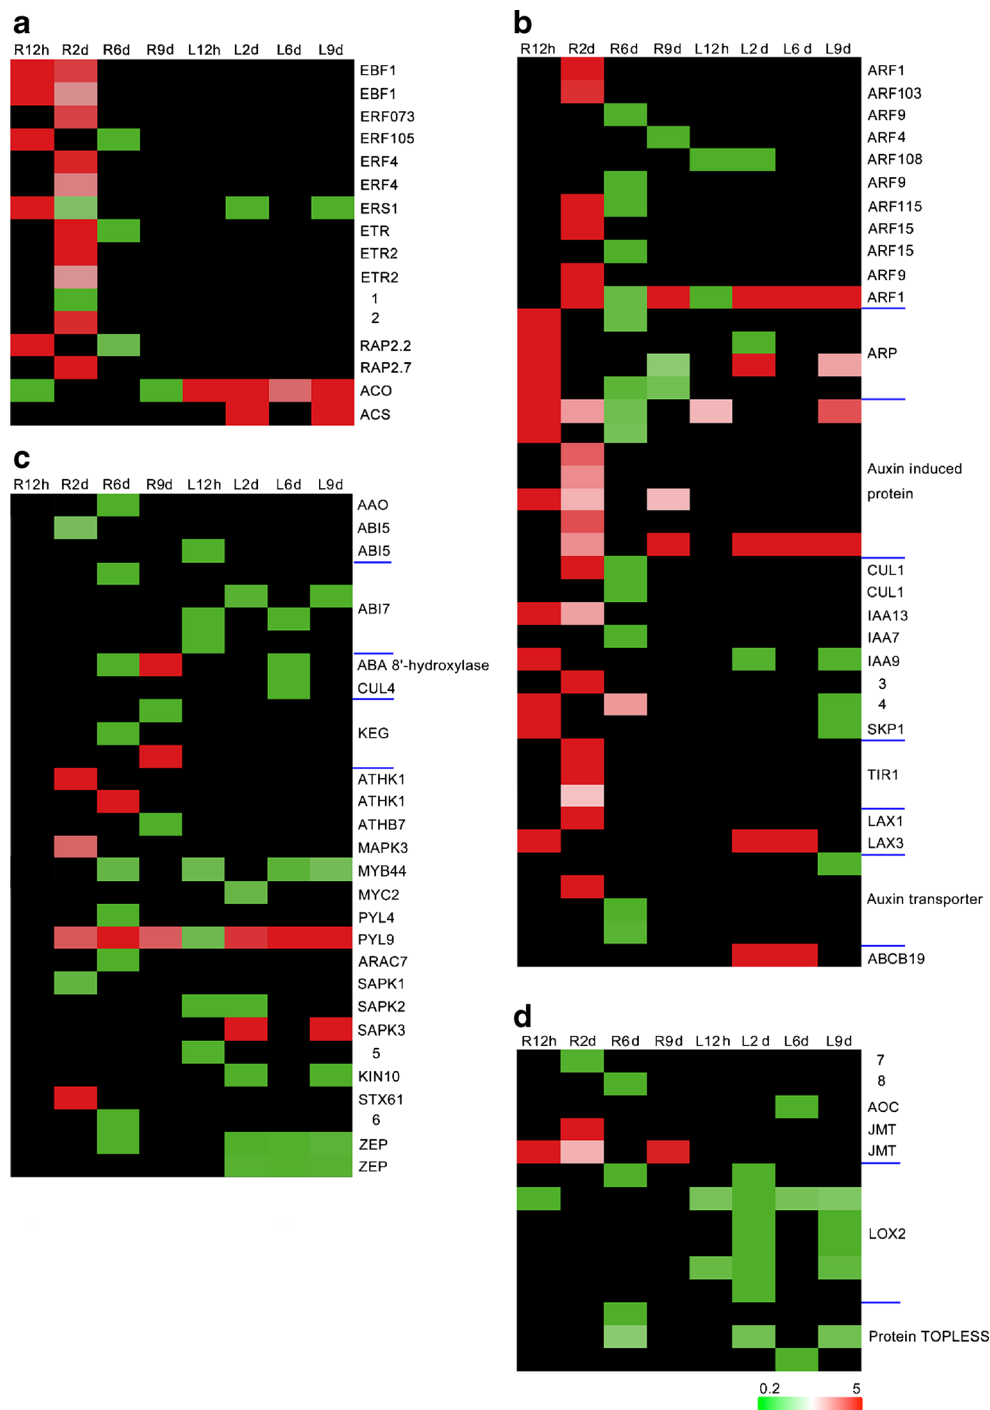 a
R12h R2d R6d R9d L12h L2d L6d L9d
EBF1
EBF1
ERF073
ERF105
ERF4
ERF4
ERS1
ETR
ETR2
ETR2
1
2
RAP2.2
RAP2.7
ACO
ACS
b
R12h R2d R6d R9d L12h L2d L6 d L9d
ARF1
ARF103
ARF9
ARF4
ARF108
ARF9
ARF115
ARF15
ARF15
ARF9
ARF1
ARP
Auxin induced
protein
CUL1
CUL1
IAA13
IAA7
IAA9
3
4
SKP1
TIR1
LAX1
LAX3
Auxin transporter
ABCB19
c
R12h R2d R6d R9d L12h L2d L6d L9d
AAO
ABI5
ABI5
ABI7
ABA 8'-hydroxylase
CUL4
KEG
ATHK1
ATHK1
ATHB7
MAPK3
MYB44
MYC2
PYL4
PYL9
ARAC7
SAPK1
SAPK2
SAPK3
5
KIN10
STX61
6
ZEP
ZEP
d
R12h R2d R6d R9d L12h L2 d L6d L9d
7
8
AOC
JMT
JMT
LOX2
Protein TOPLESS
0.2 5